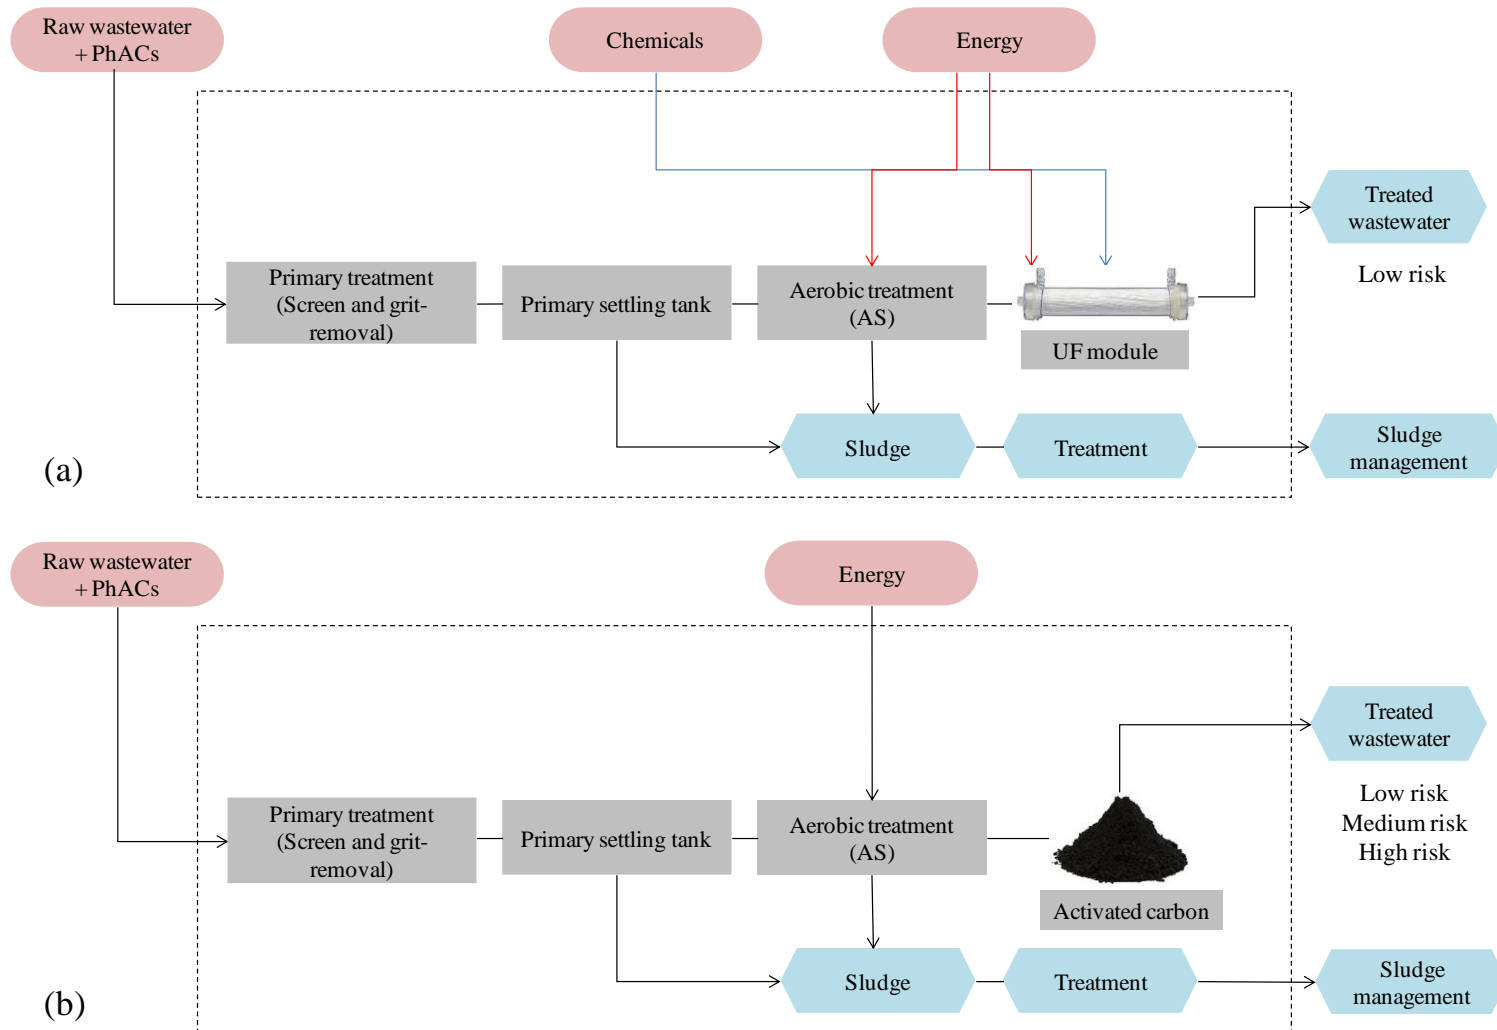 Raw wastewater
+ PhACs
Chemicals
Energy
Treated
wastewater
Low risk
Primary treatment
(Screen and grit-
removal)
Primary settling tank
Aerobic treatment
(AS)
UF module
Sludge
Treatment
Sludge
management
(a)
Raw wastewater
+ PhACs
Energy
Treated
wastewater
Low risk
Medium risk
High risk
Primary treatment
(Screen and grit-
removal)
Primary settling tank
Aerobic treatment
(AS)
Activated carbon
Sludge
Treatment
Sludge
management
(b)